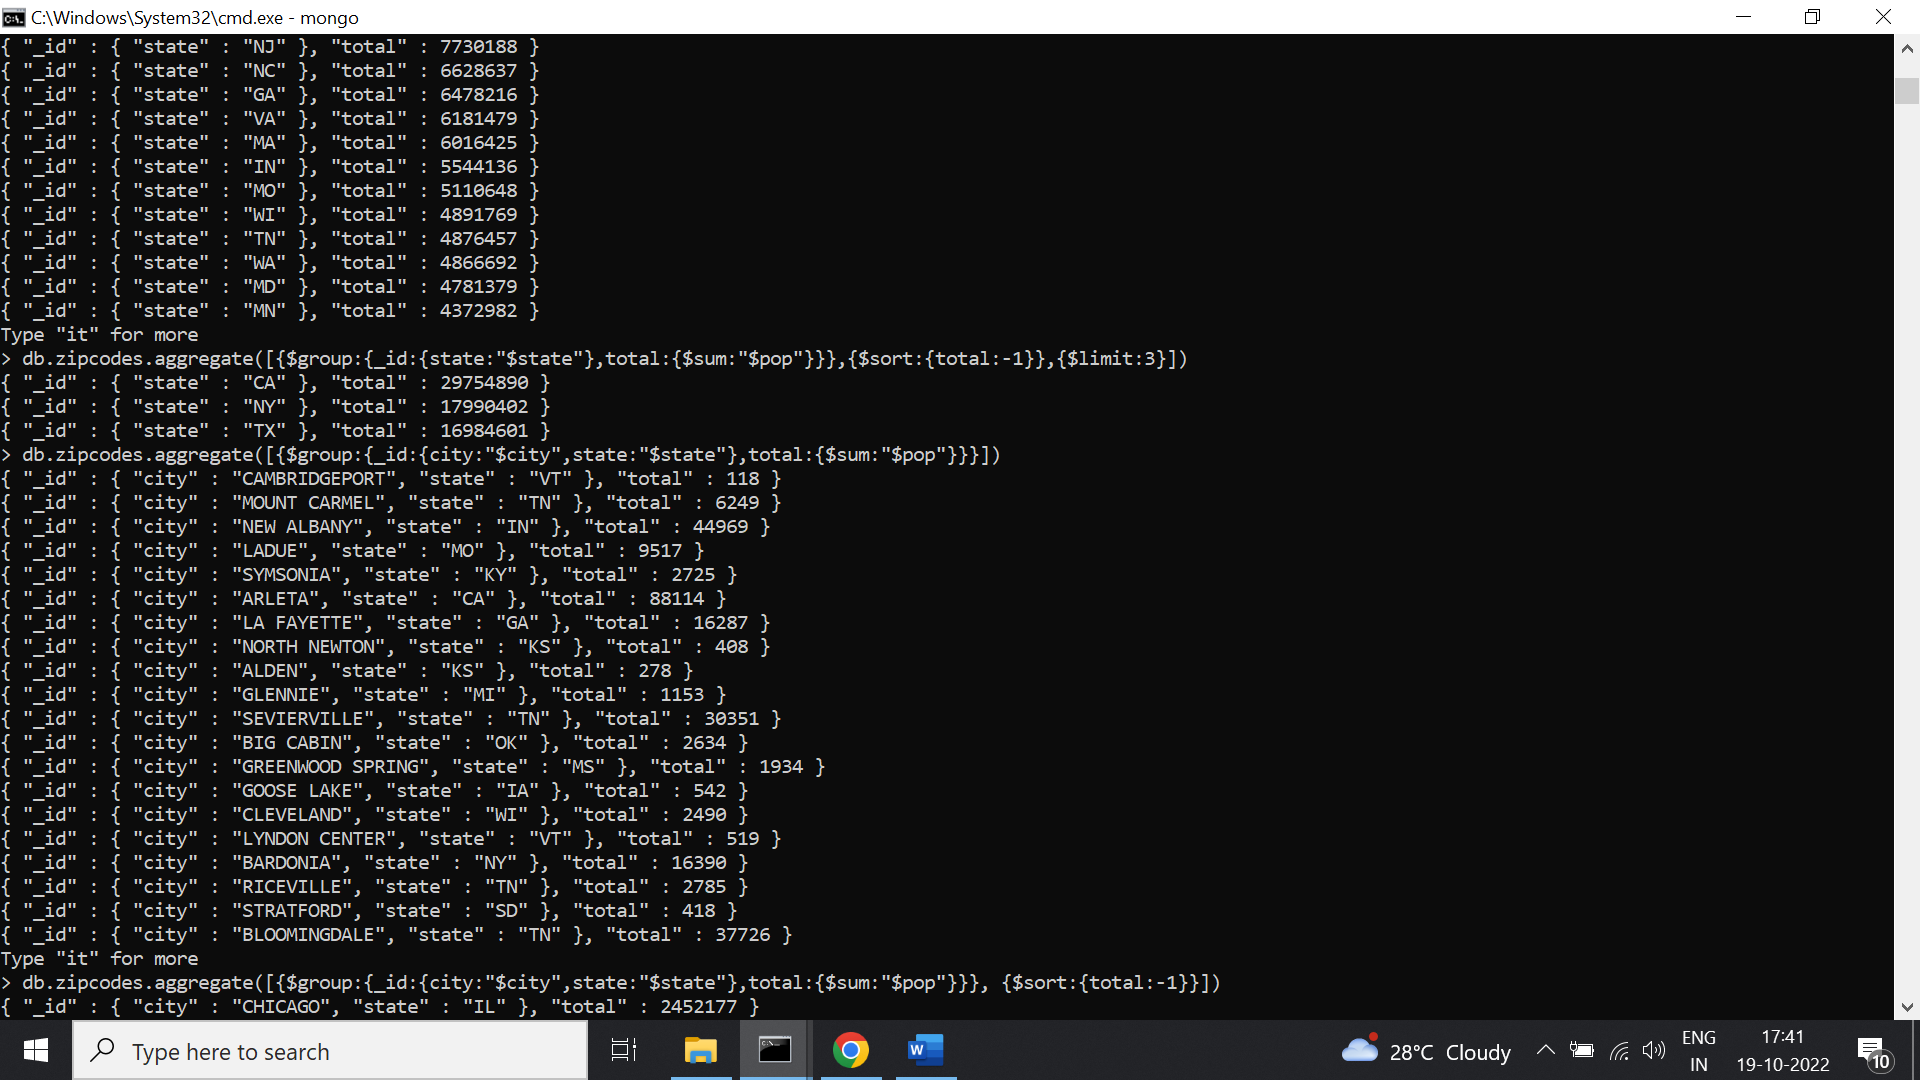 C:\Windows\System32\cmd.exe - mongo
{ "_id" : { "state" : "NJ" }, "total" : 7730188 }
{ "_id" : { "state" : "NC" }, "total" : 6628637 }
{ "_id" : { "state" : "GA" }, "total" : 6478216 }
{ "_id" : { "state" : "VA" }, "total" : 6181479 }
{ "_id" : { "state" : "MA" }, "total" : 6016425 }
{ "_id" : { "state" : "IN" }, "total" : 5544136 }
{ "_id" : { "state" : "MO" }, "total" : 5110648 }
{ "_id" : { "state" : "WI" }, "total" : 4891769 }
{ "_id" : { "state" : "TN" }, "total" : 4876457 }
{ "_id" : { "state" : "WA" }, "total" : 4866692 }
{ "_id" : { "state" : "MD" }, "total" : 4781379 }
{ "_id" : { "state" : "MN" }, "total" : 4372982 }
Type "it" for more
> db.zipcodes.aggregate([{$group:{_id:{state:"$state"},total:{$sum:"$pop"}}},{$sort:{total:-1}},{$limit:3}])
{ "_id" : { "state" : "CA" }, "total" : 29754890 }
{ "_id" : { "state" : "NY" }, "total" : 17990402 }
{ "_id" : { "state" : "TX" }, "total" : 16984601 }
> db.zipcodes.aggregate([{$group:{_id:{city:"$city",state:"$state"},total:{$sum:"$pop"}}}])
{ "_id" : { "city" : "CAMBRIDGEPORT", "state" : "VT" }, "total" : 118 }
{ "_id" : { "city" : "MOUNT CARMEL", "state" : "TN" }, "total" : 6249 }
{ "_id" : { "city" : "NEW ALBANY", "state" : "IN" }, "total" : 44969 }
{ "_id" : { "city" : "LADUE", "state" : "MO" }, "total" : 9517 }
{ "_id" : { "city" : "SYMSONIA", "state" : "KY" }, "total" : 2725 }
{ "_id" : { "city" : "ARLETA", "state" : "CA" }, "total" : 88114 }
{ "_id" : { "city" : "LA FAYETTE", "state" : "GA" }, "total" : 16287 }
{ "_id" : { "city" : "NORTH NEWTON", "state" : "KS" }, "total" : 408 }
{ "_id" : { "city" : "ALDEN", "state" : "KS" }, "total" : 278 }
{ "_id" : { "city" : "GLENNIE", "state" : "MI" }, "total" : 1153 }
{ "_id" : { "city" : "SEVIERVILLE", "state" : "TN" }, "total" : 30351 }
{ "_id" : { "city" : "BIG CABIN", "state" : "OK" }, "total" : 2634 }
{ "_id" : { "city" : "GREENWOOD SPRING", "state" : "MS" }, "total" : 1934 }
{ "_id" : { "city" : "GOOSE LAKE", "state" : "IA" }, "total" : 542 }
{ "_id" : { "city" : "CLEVELAND", "state" : "WI" }, "total" : 2490 }
{ "_id" : { "city" : "LYNDON CENTER", "state" : "VT" }, "total" : 519 }
{ "_id" : { "city" : "BARDONIA", "state" : "NY" }, "total" : 16390 }
{ "_id" : { "city" : "RICEVILLE", "state" : "TN" }, "total" : 2785 }
{ "_id" : { "city" : "STRATFORD", "state" : "SD" }, "total" : 418 }
{ "_id" : { "city" : "BLOOMINGDALE", "state" : "TN" }, "total" : 37726 }
Type "it" for more
> db.zipcodes.aggregate([{$group:{_id:{city:"$city",state:"$state"},total:{$sum:"$pop"}}}, {$sort:{total:-1}}])
{ "_id" : { "city" : "CHICAGO", "state" : "IL" }, "total" : 2452177 }
Type here to search
W
28°C Cloudy
ENG
IN
17:41
19-10-2022
10